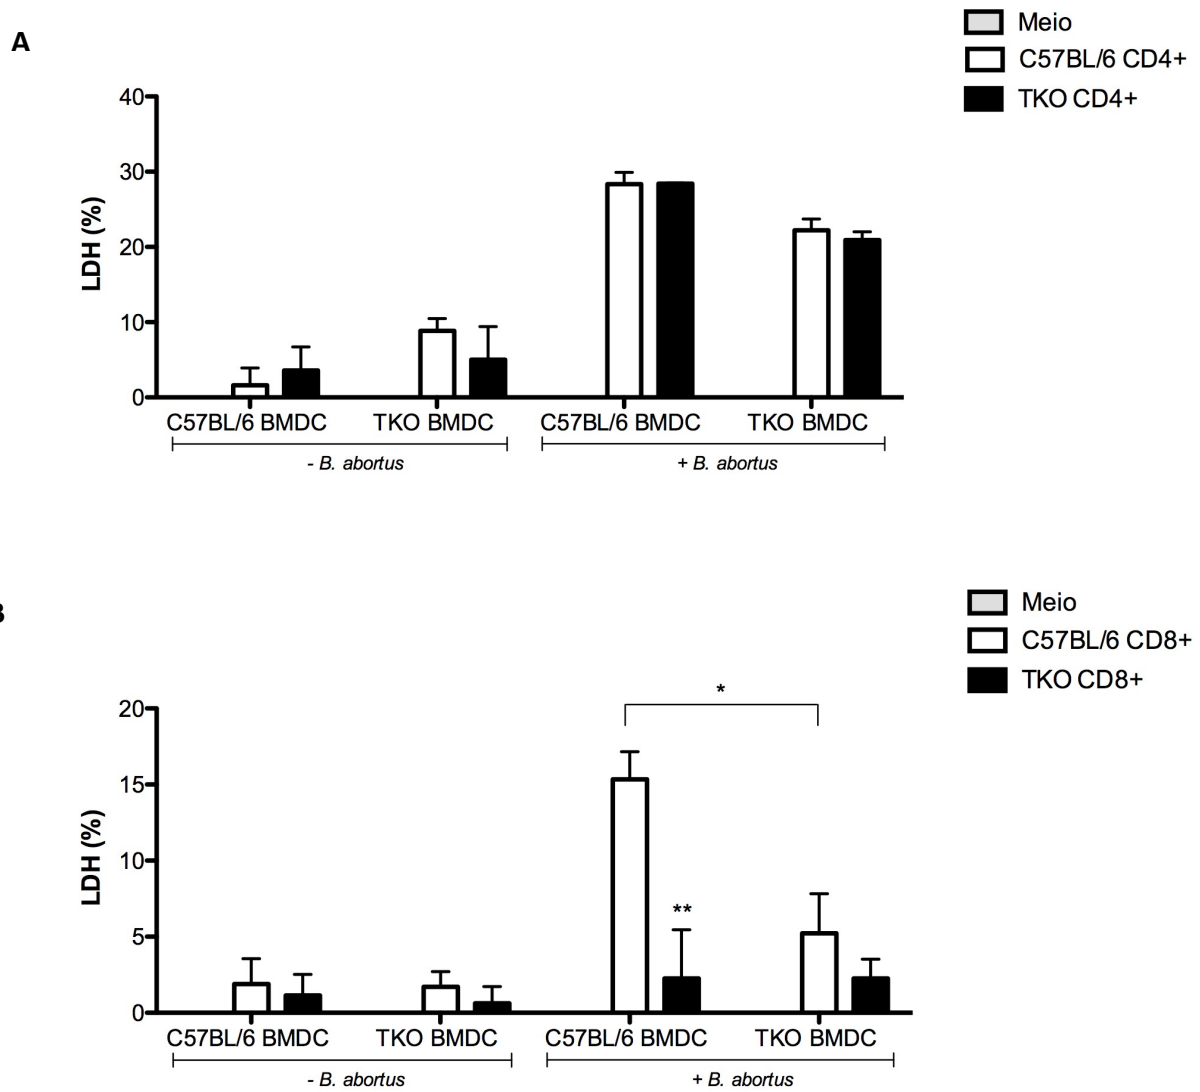 A
Meio
C57BL/6 CD4+
TKO CD4+
40
30
20
10
0
LDH (%)
C57BL/6 BMDC TKO BMDC C57BL/6 BMDC TKO BMDC
- B. abortus + B. abortus
B
Meio
C57BL/6 CD8+
TKO CD8+
*
20
15
10
5
0
LDH (%)
**
C57BL/6 BMDC TKO BMDC C57BL/6 BMDC TKO BMDC
- B. abortus + B. abortus